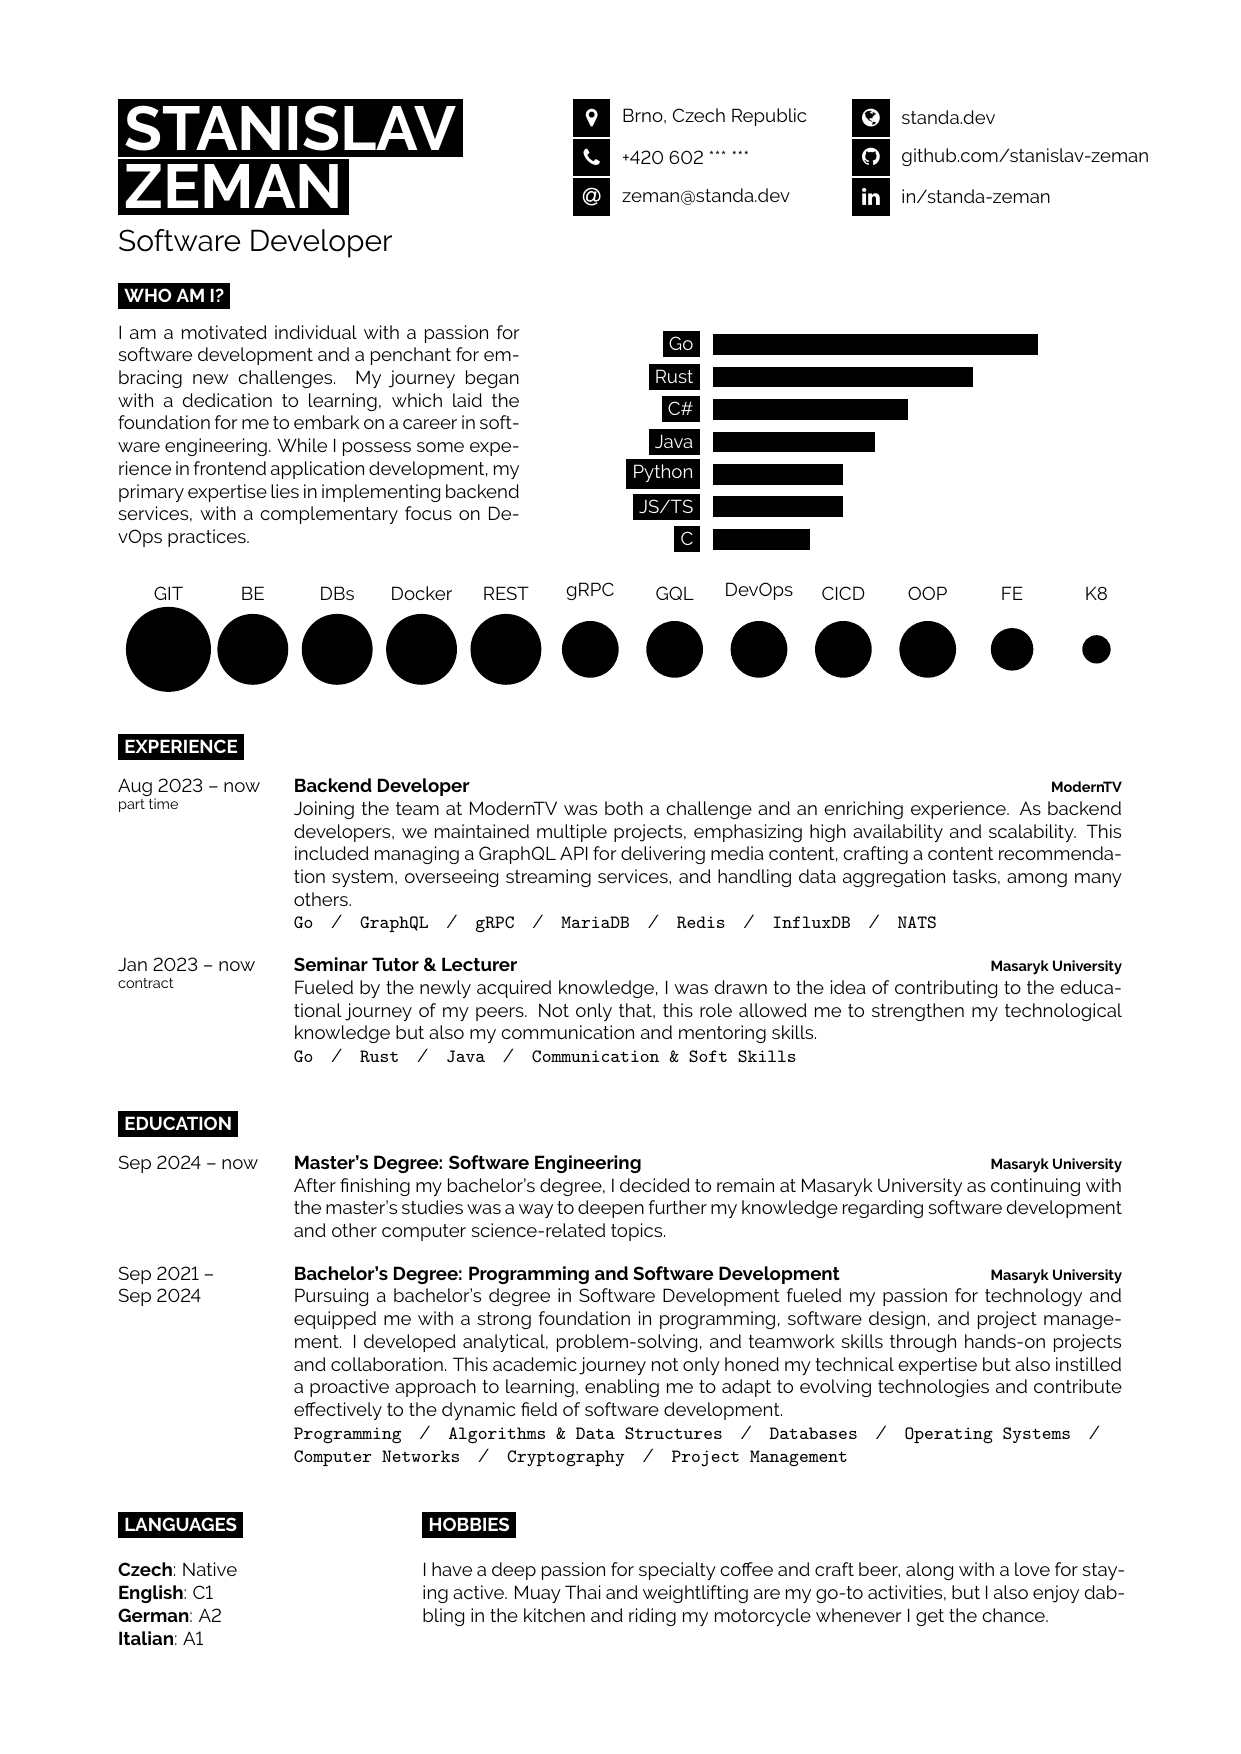 STANISLAV
ZEMAN
Software Developer
Brno, Czech Republic
+420 602 *** ***
zeman@standa.dev
standa.dev
github.com/stanislav-zeman
in/standa-zeman
WHO AM I?
I am a motivated individual with a passion for
software development and a penchant for em-
bracing new challenges. My journey began
with a dedication to learning, which laid the
foundation for me to embark on a career in soft-
ware engineering. While I possess some expe-
rience in frontend application development, my
primary expertise lies in implementing backend
services, with a complementary focus on De-
vOps practices.
Go
Rust
C#
Java
Python
JS/TS
C
GIT BE DBs Docker REST gRPC GQL DevOps CICD OOP FE K8
EXPERIENCE
Aug 2023 – now
part time
Backend Developer ModernTV
Joining the team at ModernTV was both a challenge and an enriching experience. As backend
developers, we maintained multiple projects, emphasizing high availability and scalability. This
included managing a GraphQL API for delivering media content, crafting a content recommenda-
tion system, overseeing streaming services, and handling data aggregation tasks, among many
others.
Go / GraphQL / gRPC / MariaDB / Redis / InfluxDB / NATS
Jan 2023 – now
contract
Seminar Tutor & Lecturer Masaryk University
Fueled by the newly acquired knowledge, I was drawn to the idea of contributing to the educa-
tional journey of my peers. Not only that, this role allowed me to strengthen my technological
knowledge but also my communication and mentoring skills.
Go / Rust / Java / Communication & Soft Skills
EDUCATION
Sep 2024 – now
Master's Degree: Software Engineering Masaryk University
After finishing my bachelor's degree, I decided to remain at Masaryk University as continuing with
the master's studies was a way to deepen further my knowledge regarding software development
and other computer science-related topics.
Sep 2021 –
Sep 2024
Bachelor's Degree: Programming and Software Development Masaryk University
Pursuing a bachelor's degree in Software Development fueled my passion for technology and
equipped me with a strong foundation in programming, software design, and project manage-
ment. I developed analytical, problem-solving, and teamwork skills through hands-on projects
and collaboration. This academic journey not only honed my technical expertise but also instilled
a proactive approach to learning, enabling me to adapt to evolving technologies and contribute
effectively to the dynamic field of software development.
Programming / Algorithms & Data Structures / Databases / Operating Systems /
Computer Networks / Cryptography / Project Management
LANGUAGES
Czech: Native
English: C1
German: A2
Italian: A1
HOBBIES
I have a deep passion for specialty coffee and craft beer, along with a love for stay-
ing active. Muay Thai and weightlifting are my go-to activities, but I also enjoy dab-
bling in the kitchen and riding my motorcycle whenever I get the chance.